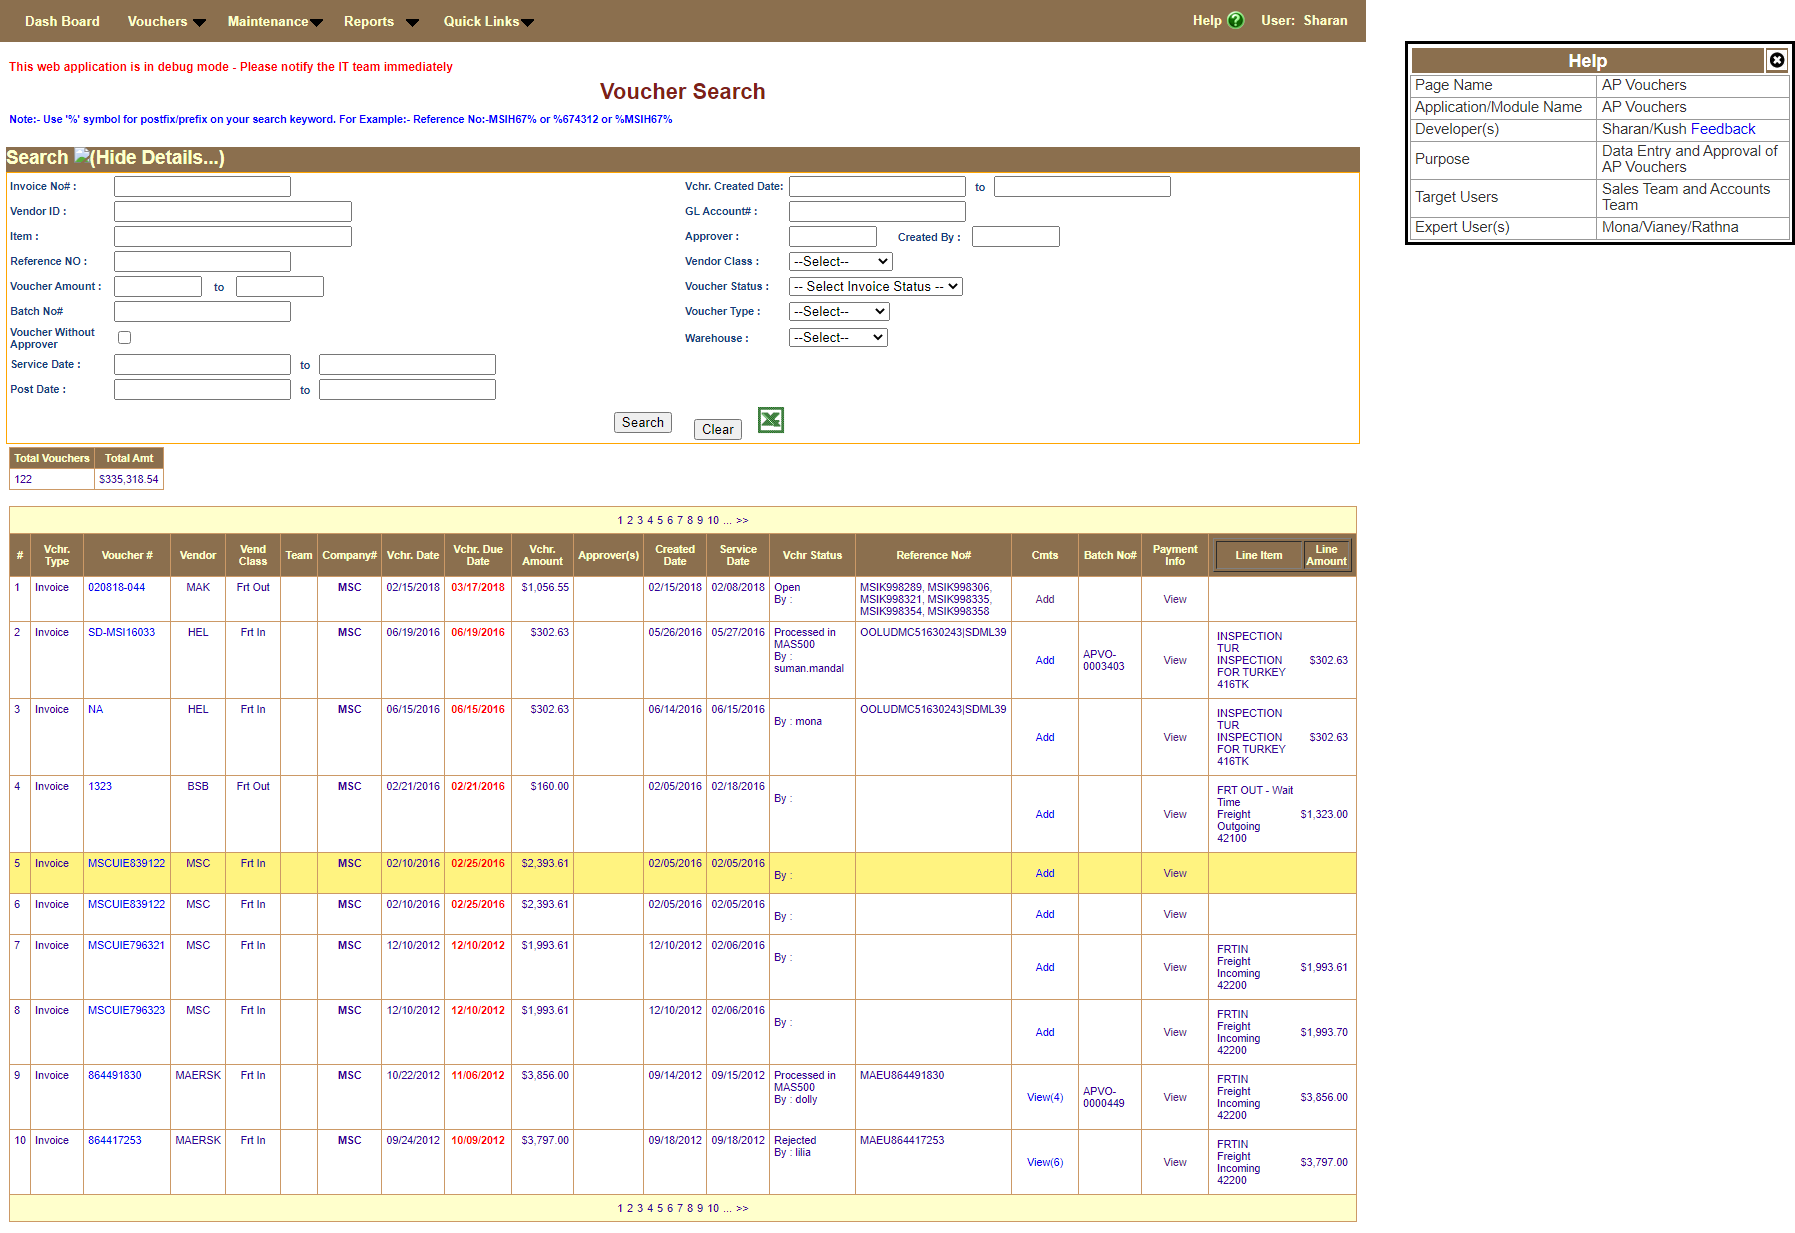 Dash Board Vouchers Maintenance Reports Quick Links Help ? User: Sharan
This web application is in debug mode - Please notify the IT team immediately
Voucher Search
Note:- Use '%' symbol for postfix/prefix on your search keyword. For Example:- Reference No:-MSIH67% or %674312 or %MSIH67%
Search (Hide Details...)
Invoice No# : Vchr. Created Date: to
Vendor ID : GL Account# :
Item : Approver : Created By :
Reference NO : Vendor Class : --Select--
Voucher Amount : to Voucher Status : -- Select Invoice Status --
Batch No# Voucher Type : --Select--
Voucher Without
Approver
Warehouse : --Select--
Service Date : to
Post Date : to
Search Clear
Total Vouchers Total Amt
122 $335,318.54
1 2 3 4 5 6 7 8 9 10 ... >>
# Vchr. Type Voucher # Vendor Vend Class Team Company# Vchr. Date Vchr. Due Date Vchr. Amount Approver(s) Created Date Service Date Vchr Status Reference No# Cmts Batch No# Payment Info Line Item Line Amount
1 Invoice 020818-044 MAK Frt Out MSC 02/15/2018 03/17/2018 $1,056.55 02/15/2018 02/08/2018 Open MSIK998289, MSIK998306,
By : MSIK998321, MSIK998335, Add View
MSIK998354, MSIK998358
2 Invoice SD-MSI16033 HEL Frt In MSC 06/19/2016 06/19/2016 $302.63 05/26/2016 05/27/2016 Processed in OOLUDMC51630243|SDML39
MAS500
By :
suman.mandal
Add APVO-0003403 View INSPECTION
TUR
INSPECTION
FOR TURKEY
416TK
$302.63
3 Invoice NA HEL Frt In MSC 06/15/2016 06/15/2016 $302.63 06/14/2016 06/15/2016 OOLUDMC51630243|SDML39
By : mona
Add View INSPECTION
TUR
INSPECTION
FOR TURKEY
416TK
$302.63
4 Invoice 1323 BSB Frt Out MSC 02/21/2016 02/21/2016 $160.00 02/05/2016 02/18/2016
By :
Add View FRT OUT - Wait
Time
Freight
Outgoing
42100
$1,323.00
5 Invoice MSCUIE839122 MSC Frt In MSC 02/10/2016 02/25/2016 $2,393.61 02/05/2016 02/05/2016
By : Add View
6 Invoice MSCUIE839122 MSC Frt In MSC 02/10/2016 02/25/2016 $2,393.61 02/05/2016 02/05/2016
By : Add View
7 Invoice MSCUIE796321 MSC Frt In MSC 12/10/2012 12/10/2012 $1,993.61 12/10/2012 02/06/2016
By :
Add View FRTIN
Freight
Incoming
42200
$1,993.61
8 Invoice MSCUIE796323 MSC Frt In MSC 12/10/2012 12/10/2012 $1,993.61 12/10/2012 02/06/2016
By :
Add View FRTIN
Freight
Incoming
42200
$1,993.70
9 Invoice 864491830 MAERSK Frt In MSC 10/22/2012 11/06/2012 $3,856.00 09/14/2012 09/15/2012 Processed in MAEU864491830
MAS500
By : dolly
View(4) APVO-0000449 View FRTIN
Freight
Incoming
42200
$3,856.00
10 Invoice 864417253 MAERSK Frt In MSC 09/24/2012 10/09/2012 $3,797.00 09/18/2012 09/18/2012 Rejected MAEU864417253
By : lilia
View(6) View FRTIN
Freight
Incoming
42200
$3,797.00
1 2 3 4 5 6 7 8 9 10 ... >>
Help
Page Name AP Vouchers
Application/Module Name AP Vouchers
Developer(s) Sharan/Kush Feedback
Purpose Data Entry and Approval of
AP Vouchers
Target Users Sales Team and Accounts
Team
Expert User(s) Mona/Vianey/Rathna